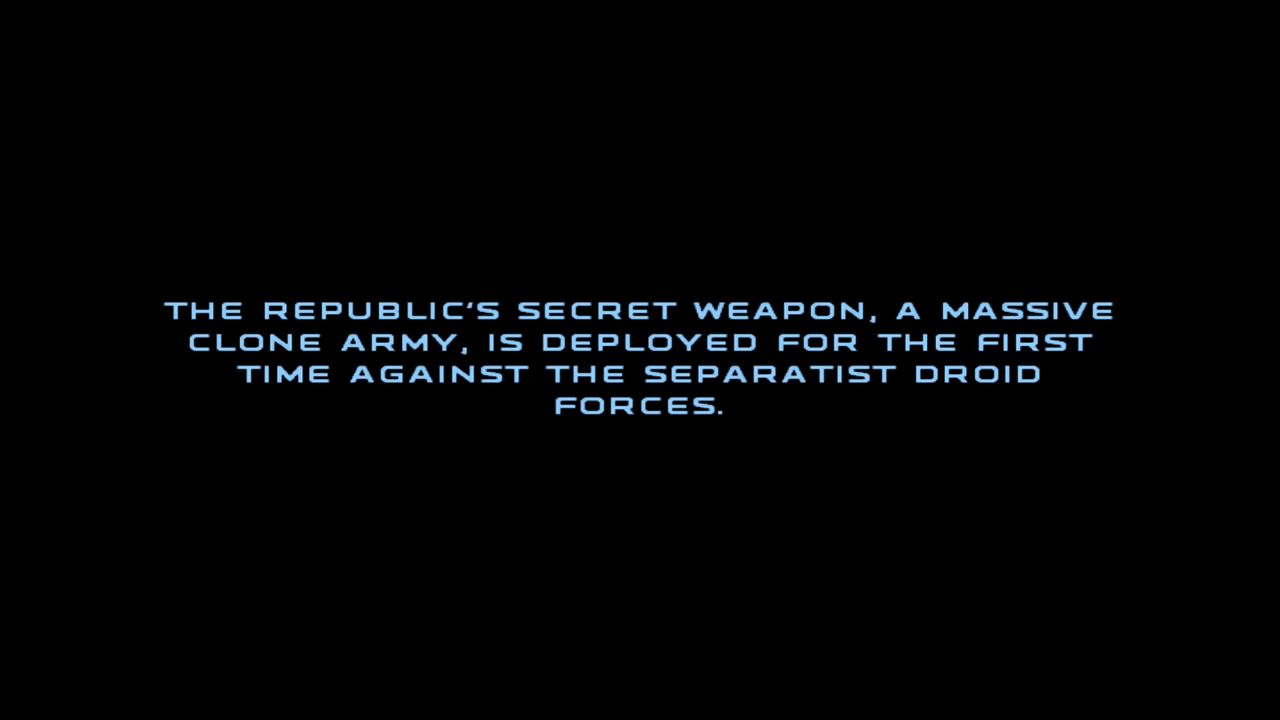 THE REPUBLIC'S SECRET WEAPON, A MASSIVE
CLONE ARMY, IS DEPLOYED FOR THE FIRST
TIME AGAINST THE SEPARATIST DROID
FORCES.